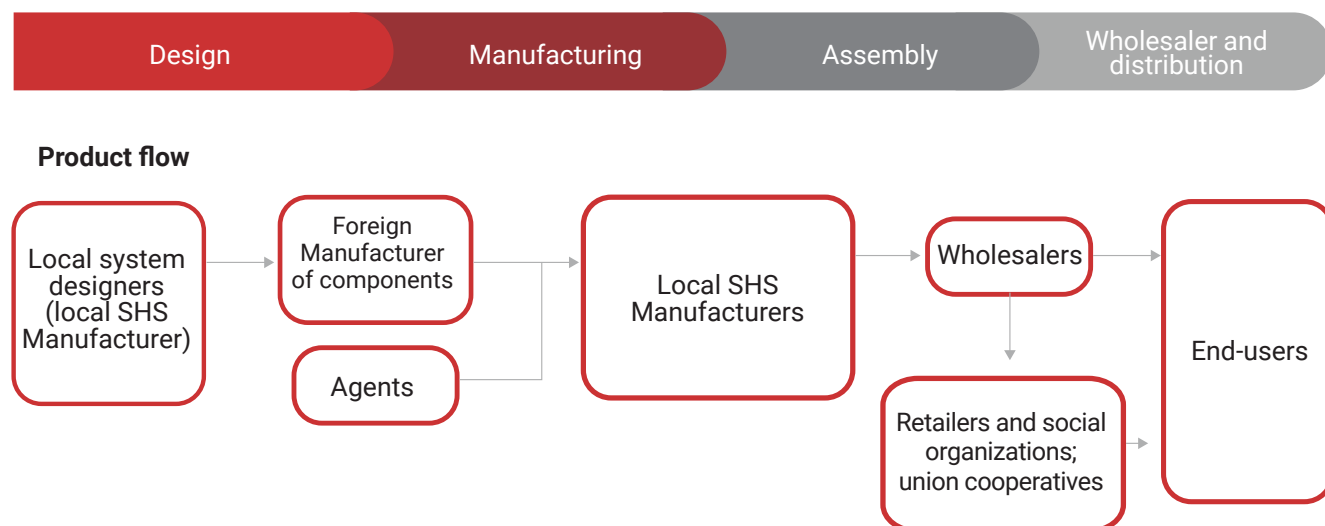 Design
Manufacturing
Assembly
Wholesaler and
distribution
Product flow
Local system
designers
(local SHS
Manufacturer)
Foreign
Manufacturer
of components
Agents
Local SHS
Manufacturers
Wholesalers
Retailers and social
organizations;
union cooperatives
End-users